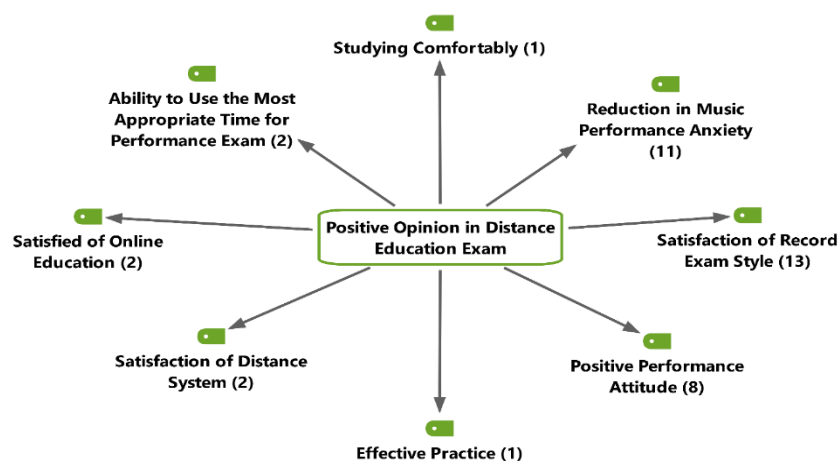 Studying Comfortably (1)
Ability to Use the Most
Appropriate Time for
Performance Exam (2)
Reduction in Music
Performance Anxiety
(11)
Positive Opinion in Distance
Education Exam
Satisfied of Online
Education (2)
Satisfaction of Record
Exam Style (13)
Satisfaction of Distance
System (2)
Positive Performance
Attitude (8)
Effective Practice (1)